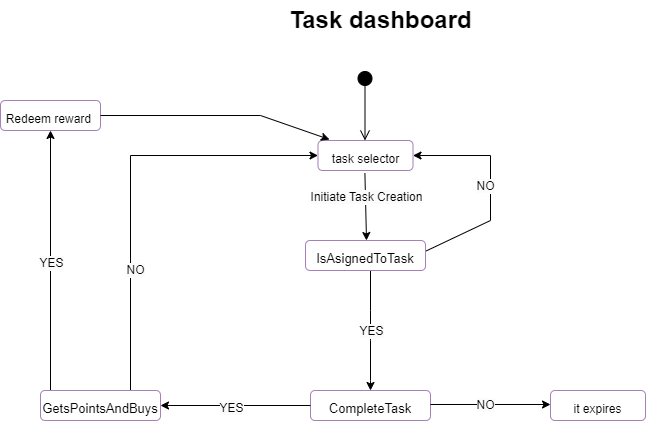 Task dashboard
Redeem reward
task selector
NO
Initiate Task Creation
IsAsignedToTask
YES
NO
YES
GetsPointsAndBuys
YES
CompleteTask
NO
it expires